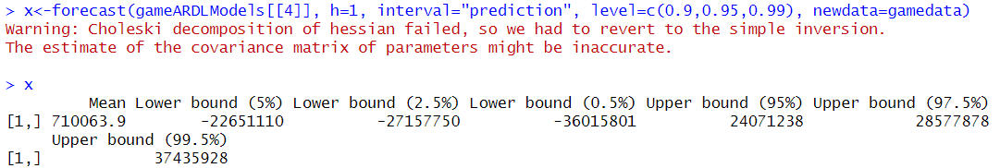 > x<-forecast(gameARDLModels[[4]], h=1, interval="prediction", level=c(0.9,0.95,0.99), newdata=gamedata)
Warning: Choleski decomposition of hessian failed, so we had to revert to the simple inversion.
The estimate of the covariance matrix of parameters might be inaccurate.
> x
Mean Lower bound (5%) Lower bound (2.5%) Lower bound (0.5%) Upper bound (95%) Upper bound (97.5%)
[1,] 710063.9 -22651110 -27157750 -36015801 24071238 28577878
Upper bound (99.5%)
[1,] 37435928